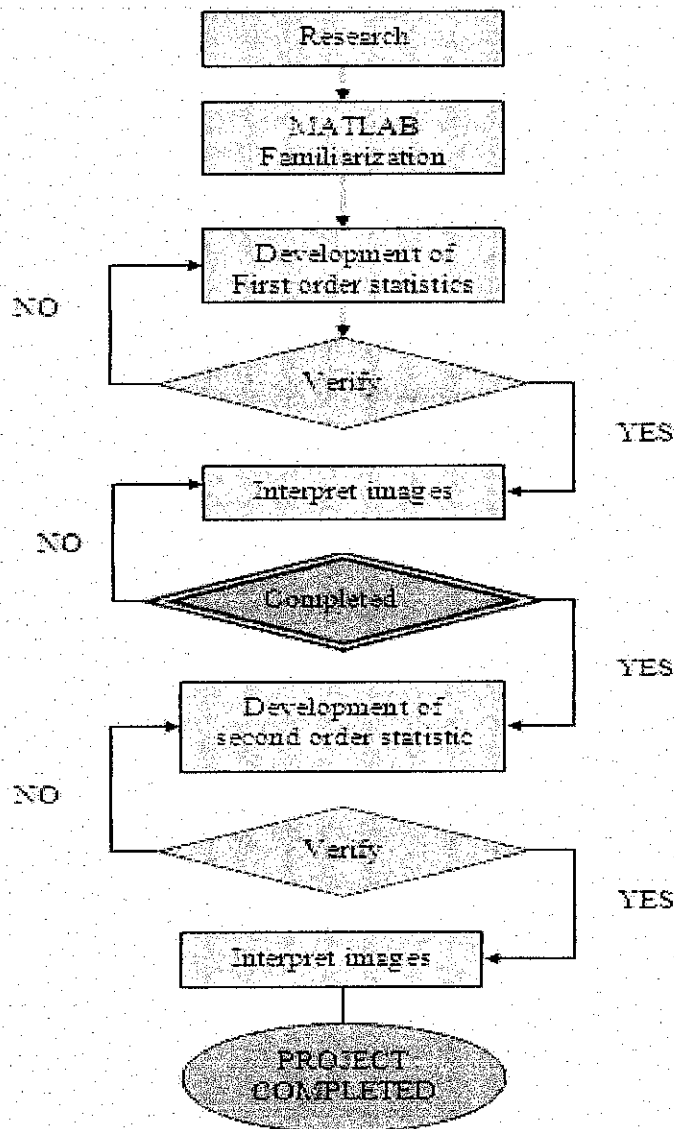 Research
MATLAB
Familiarization
Development of
First order statistics
NO
Verify
YES
Interpret images
NO
Completed
YES
Development of
second order statistic
NO
Verify
YES
Interpret images
PROJECT
COMPLETED